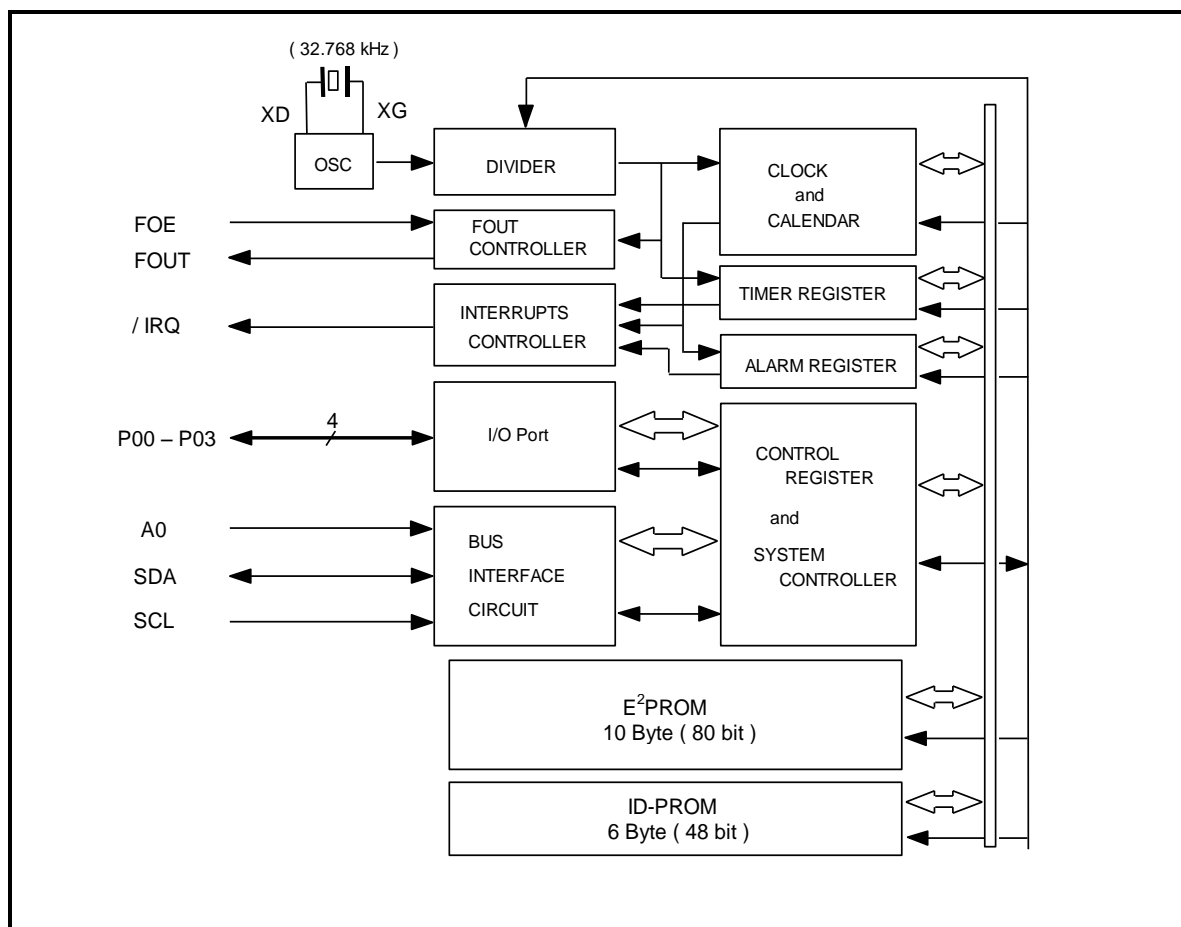 ( 32.768 kHz )
XD
XG
OSC
DIVIDER
CLOCK
and
CALENDAR
FOE
FOUT
FOUT
CONTROLLER
TIMER REGISTER
/ IRQ
INTERRUPTS
CONTROLLER
ALARM REGISTER
P00 – P03
4
I/O Port
CONTROL
REGISTER
and
SYSTEM
CONTROLLER
A0
SDA
SCL
BUS
INTERFACE
CIRCUIT
E²PROM
10 Byte ( 80 bit )
ID-PROM
6 Byte ( 48 bit )